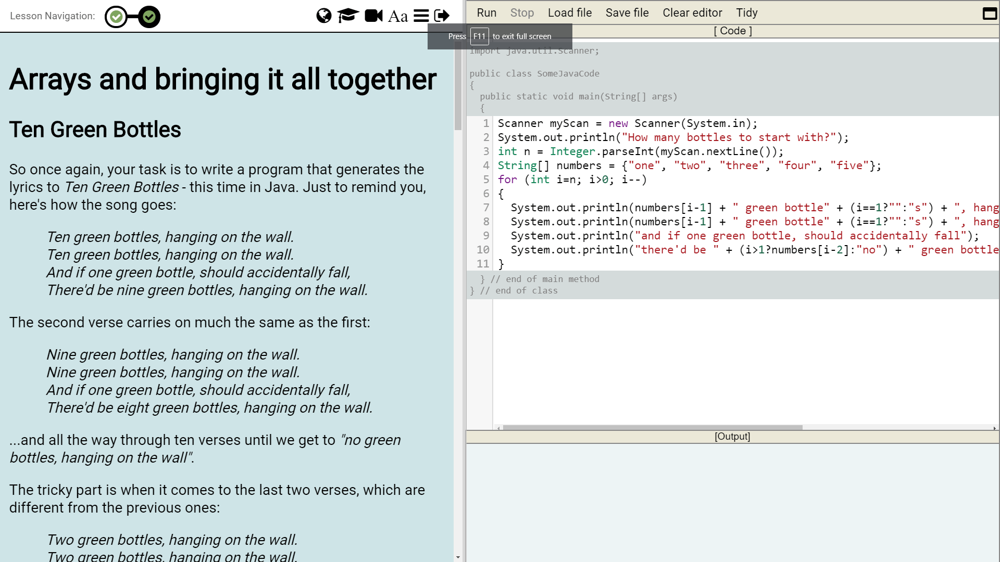 Lesson Navigation:
Aa
Arrays and bringing it all together
Ten Green Bottles
So once again, your task is to write a program that generates the
lyrics to Ten Green Bottles - this time in Java. Just to remind you,
here's how the song goes:
Ten green bottles, hanging on the wall.
Ten green bottles, hanging on the wall.
And if one green bottle, should accidentally fall,
There'd be nine green bottles, hanging on the wall.
The second verse carries on much the same as the first:
Nine green bottles, hanging on the wall.
Nine green bottles, hanging on the wall.
And if one green bottle, should accidentally fall,
There'd be eight green bottles, hanging on the wall.
...and all the way through ten verses until we get to "no green
bottles, hanging on the wall".
The tricky part is when it comes to the last two verses, which are
different from the previous ones:
Two green bottles, hanging on the wall.
Two green bottles, hanging on the wall.
Run Stop Load file Save file Clear editor Tidy
[ Code ]
Press F11 to exit full screen
import java.util.Scanner;
public class SomeJavaCode
{
public static void main(String[] args)
{
1 Scanner myScan = new Scanner(System.in);
2 System.out.println("How many bottles to start with?");
3 int n = Integer.parseInt(myScan.nextLine());
4 String[] numbers = {"one", "two", "three", "four", "five"};
5 for (int i=n; i>0; i--)
6 {
7 System.out.println(numbers[i-1] + " green bottle" + (i==1?"":"s") + ", hang
8 System.out.println(numbers[i-1] + " green bottle" + (i==1?"":"s") + ", hang
9 System.out.println("and if one green bottle, should accidentally fall");
10 System.out.println("there'd be " + (i>1?numbers[i-2]:"no") + " green bottle
11 }
} // end of main method
} // end of class
[Output]